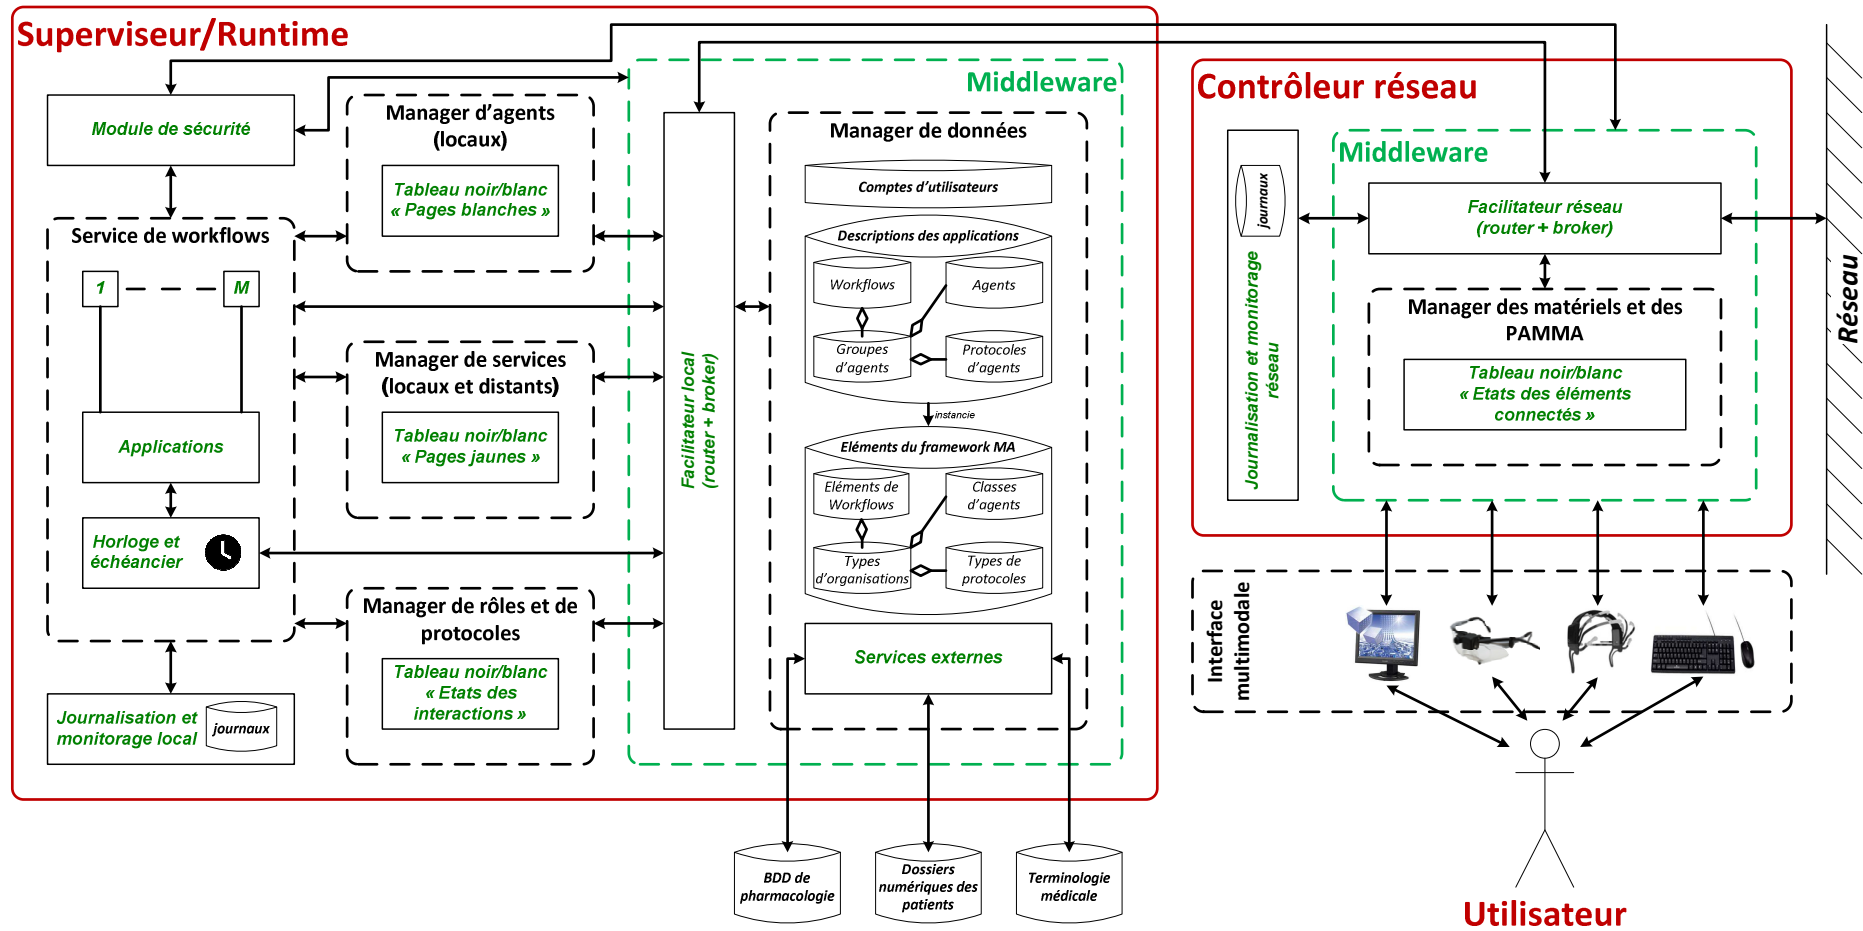 Superviseur/Runtime
Module de sécurité
Service de workflows
1
M
Applications
Horloge et
échéancier
Journalisation et
monitorage local
journaux
Manager d’agents
(locaux)
Tableau noir/blanc
« Pages blanches »
Manager de services
(locaux et distants)
Tableau noir/blanc
« Pages jaunes »
Manager de rôles et de
protocoles
Tableau noir/blanc
« Etats des
interactions »
Middleware
Facilitateur local
(router + broker)
Manager de données
Comptes d’utilisateurs
Descriptions des applications
Workflows
Agents
Groupes
d’agents
Protocoles
d’agents
instancie
Eléments du framework MA
Eléments de
Workflows
Classes
d’agents
Types
d’organisations
Types de
protocoles
Services externes
BDD de
pharmacologie
Dossiers
numériques des
patients
Terminologie
médicale
Contrôleur réseau
journaux
Journalisation et monitorage
réseau
Middleware
Facilitateur réseau
(router + broker)
Manager des matériels et des
PAMMA
Tableau noir/blanc
« Etats des éléments
connectés »
Réseau
Interface
multimodale
Utilisateur